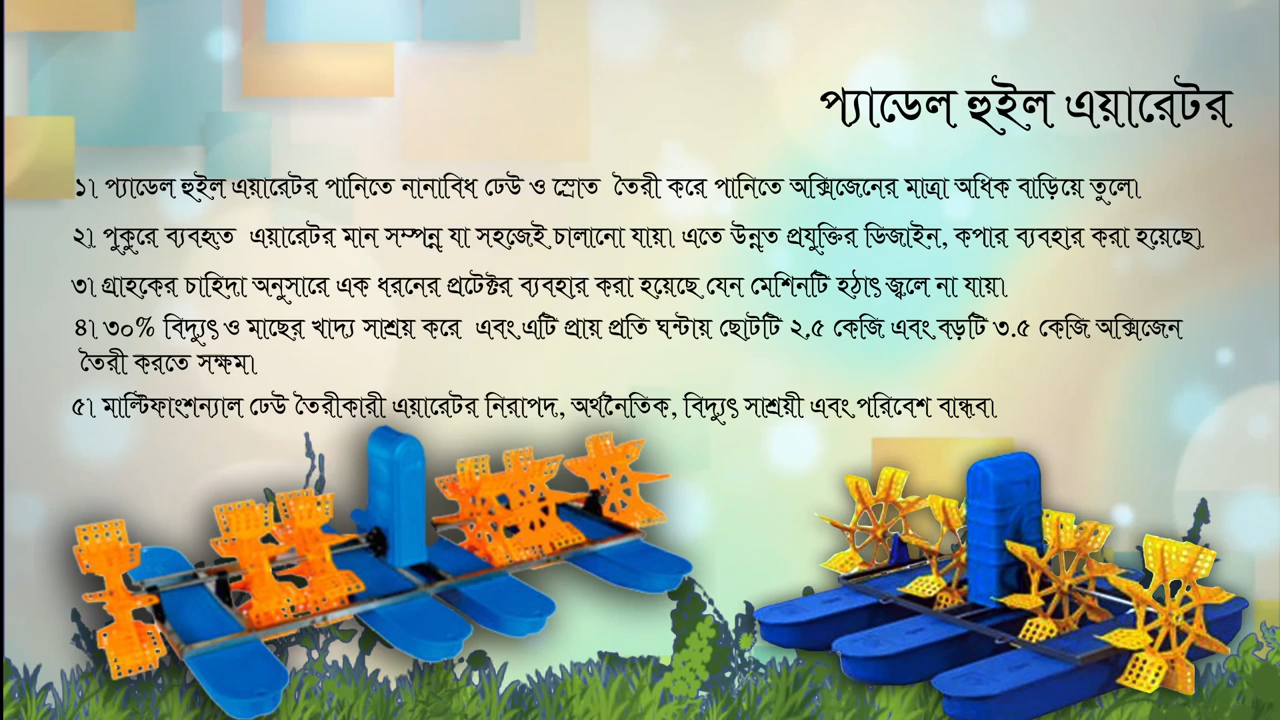 প্যাডেল হুইল এয়ারেটর
১। প্যাডেল হুইল এয়ারেটর পানিতে নানাবিধ ঢেউ ও স্রোত তৈরী করে পানিতে অক্সিজেনের মাত্রা অধিক বাড়িয়ে তুলে।
২। পুকুরে ব্যবহৃত এয়ারেটর মান সম্পন্ন যা সহজেই চালানো যায়। এতে উন্নত প্রযুক্তির ডিজাইন, কপার ব্যবহার করা হয়েছে।
৩। গ্রাহকের চাহিদা অনুসারে এক ধরনের প্রটেক্টর ব্যবহার করা হয়েছে যেন মেশিনটি হঠাৎ জ্বলে না যায়।
৪। ৩০% বিদ্যুৎ ও মাছের খাদ্য সাশ্রয় করে এবং এটি প্রায় প্রতি ঘন্টায় ছোটটি ২.৫ কেজি এবং বড়টি ৩.৫ কেজি অক্সিজেন
তৈরী করতে সক্ষম।
৫। মাল্টিফাংশন্যাল ঢেউ তৈরীকারী এয়ারেটর নিরাপদ, অর্থনৈতিক, বিদ্যুৎ সাশ্রয়ী এবং পরিবেশ বান্ধব।